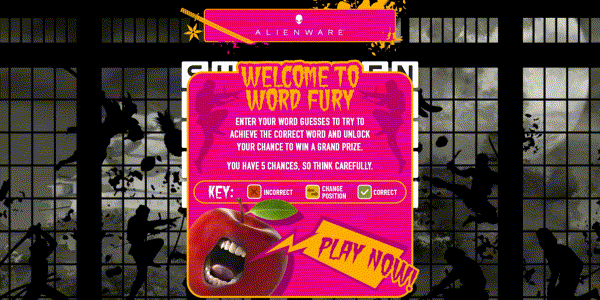 ALIENWARE
WELCOME TO
WORD FURY
ENTER YOUR WORD GUESSES TO TRY TO
ACHIEVE THE CORRECT WORD AND UNLOCK
YOUR CHANCE TO WIN A GRAND PRIZE.
YOU HAVE 5 CHANCES, SO THINK CAREFULLY.
KEY: INCORRECT CHANGE POSITION CORRECT
PLAY NOW!